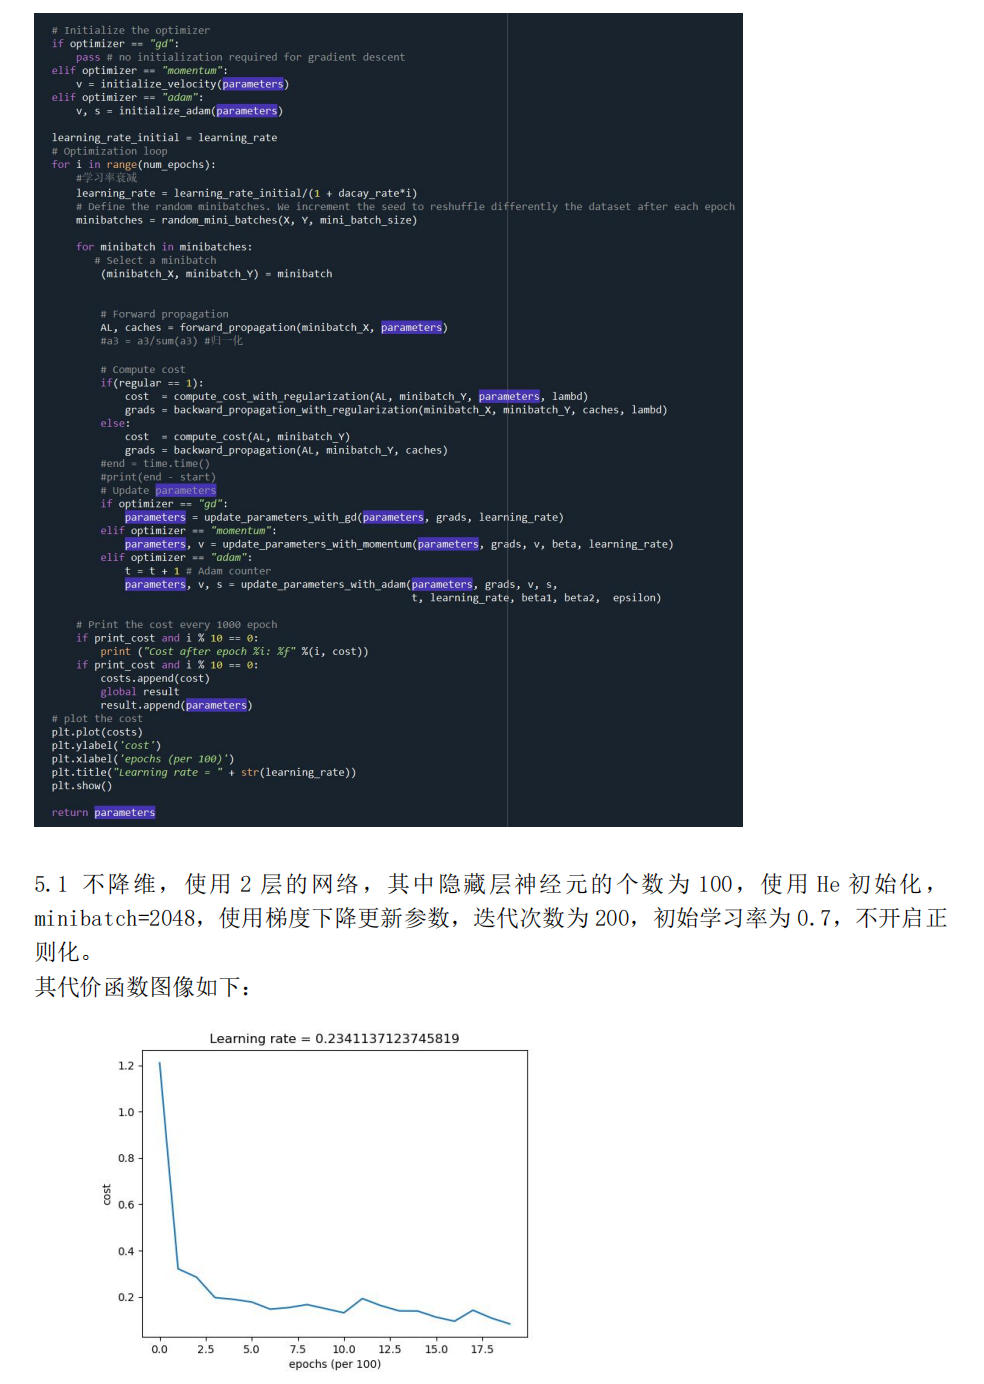 # Initialize the optimizer
if optimizer == "gd":
    pass # no initialization required for gradient descent
elif optimizer == "momentum":
    v = initialize_velocity(parameters)
elif optimizer == "adam":
    v, s = initialize_adam(parameters)
learning_rate_initial = learning_rate
# Optimization loop
for i in range(num_epochs):
    #学习率衰减
    learning_rate = learning_rate_initial/(1 + dacay_rate*i)
    # Define the random minibatches. We increment the seed to reshuffle differently the dataset after each epoch
    minibatches = random_mini_batches(X, Y, mini_batch_size)
    for minibatch in minibatches:
       # Select a minibatch
        (minibatch_X, minibatch_Y) = minibatch
        # Forward propagation
        AL, caches = forward_propagation(minibatch_X, parameters)
        #a3 = a3/sum(a3) #归一化
        # Compute cost
        if(regular == 1):
            cost  = compute_cost_with_regularization(AL, minibatch_Y, parameters, lambd)
            grads = backward_propagation_with_regularization(minibatch_X, minibatch_Y, caches, lambd)
        else:
            cost  = compute_cost(AL, minibatch_Y)
            grads = backward_propagation(AL, minibatch_Y, caches)
        #end = time.time()
        #print(end - start)
        # Update parameters
        if optimizer == "gd":
            parameters = update_parameters_with_gd(parameters, grads, learning_rate)
        elif optimizer == "momentum":
            parameters, v = update_parameters_with_momentum(parameters, grads, v, beta, learning_rate)
        elif optimizer == "adam":
            t = t + 1 # Adam counter
            parameters, v, s = update_parameters_with_adam(parameters, grads, v, s,
                                                           t, learning_rate, beta1, beta2,  epsilon)
    # Print the cost every 1000 epoch
    if print_cost and i % 10 == 0:
        print ("Cost after epoch %i: %f" %(i, cost))
    if print_cost and i % 10 == 0:
        costs.append(cost)
        global result
        result.append(parameters)
# plot the cost
plt.plot(costs)
plt.ylabel('cost')
plt.xlabel('epochs (per 100)')
plt.title("Learning rate = " + str(learning_rate))
plt.show()
return parameters
5.1 不降维，使用 2 层的网络，其中隐藏层神经元的个数为 100，使用 He 初始化，
minibatch=2048，使用梯度下降更新参数，迭代次数为 200，初始学习率为 0.7，不开启正
则化。
其代价函数图像如下：
Learning rate = 0.2341137123745819
1.2
1.0
0.8
0.6
0.4
0.2
cost
0.0 2.5 5.0 7.5 10.0 12.5 15.0 17.5
epochs (per 100)